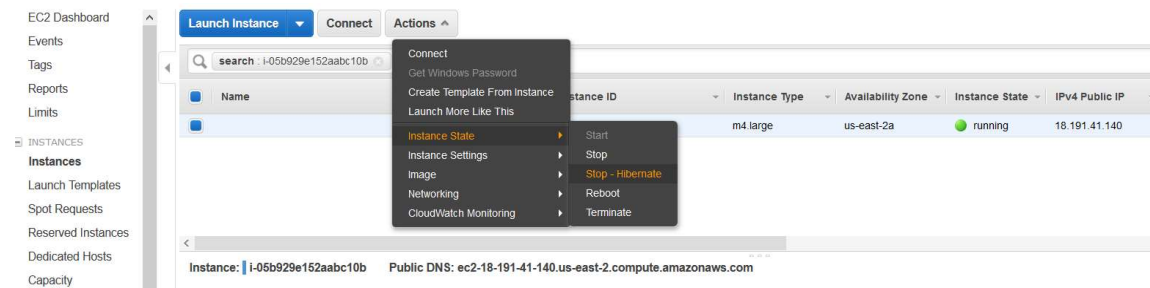 EC2 Dashboard
Events
Tags
Reports
Limits
INSTANCES
Instances
Launch Templates
Spot Requests
Reserved Instances
Dedicated Hosts
Capacity
Launch Instance Connect Actions
search : i-05b929e152aabc10b
Name stance ID Instance Type Availability Zone Instance State IPv4 Public IP
m4.large us-east-2a running 18.191.41.140
Connect
Get Windows Password
Create Template From Instance
Launch More Like This
Instance State
Instance Settings
Image
Networking
CloudWatch Monitoring
Start
Stop
Stop - Hibernate
Reboot
Terminate
Instance: i-05b929e152aabc10b Public DNS: ec2-18-191-41-140.us-east-2.compute.amazonaws.com